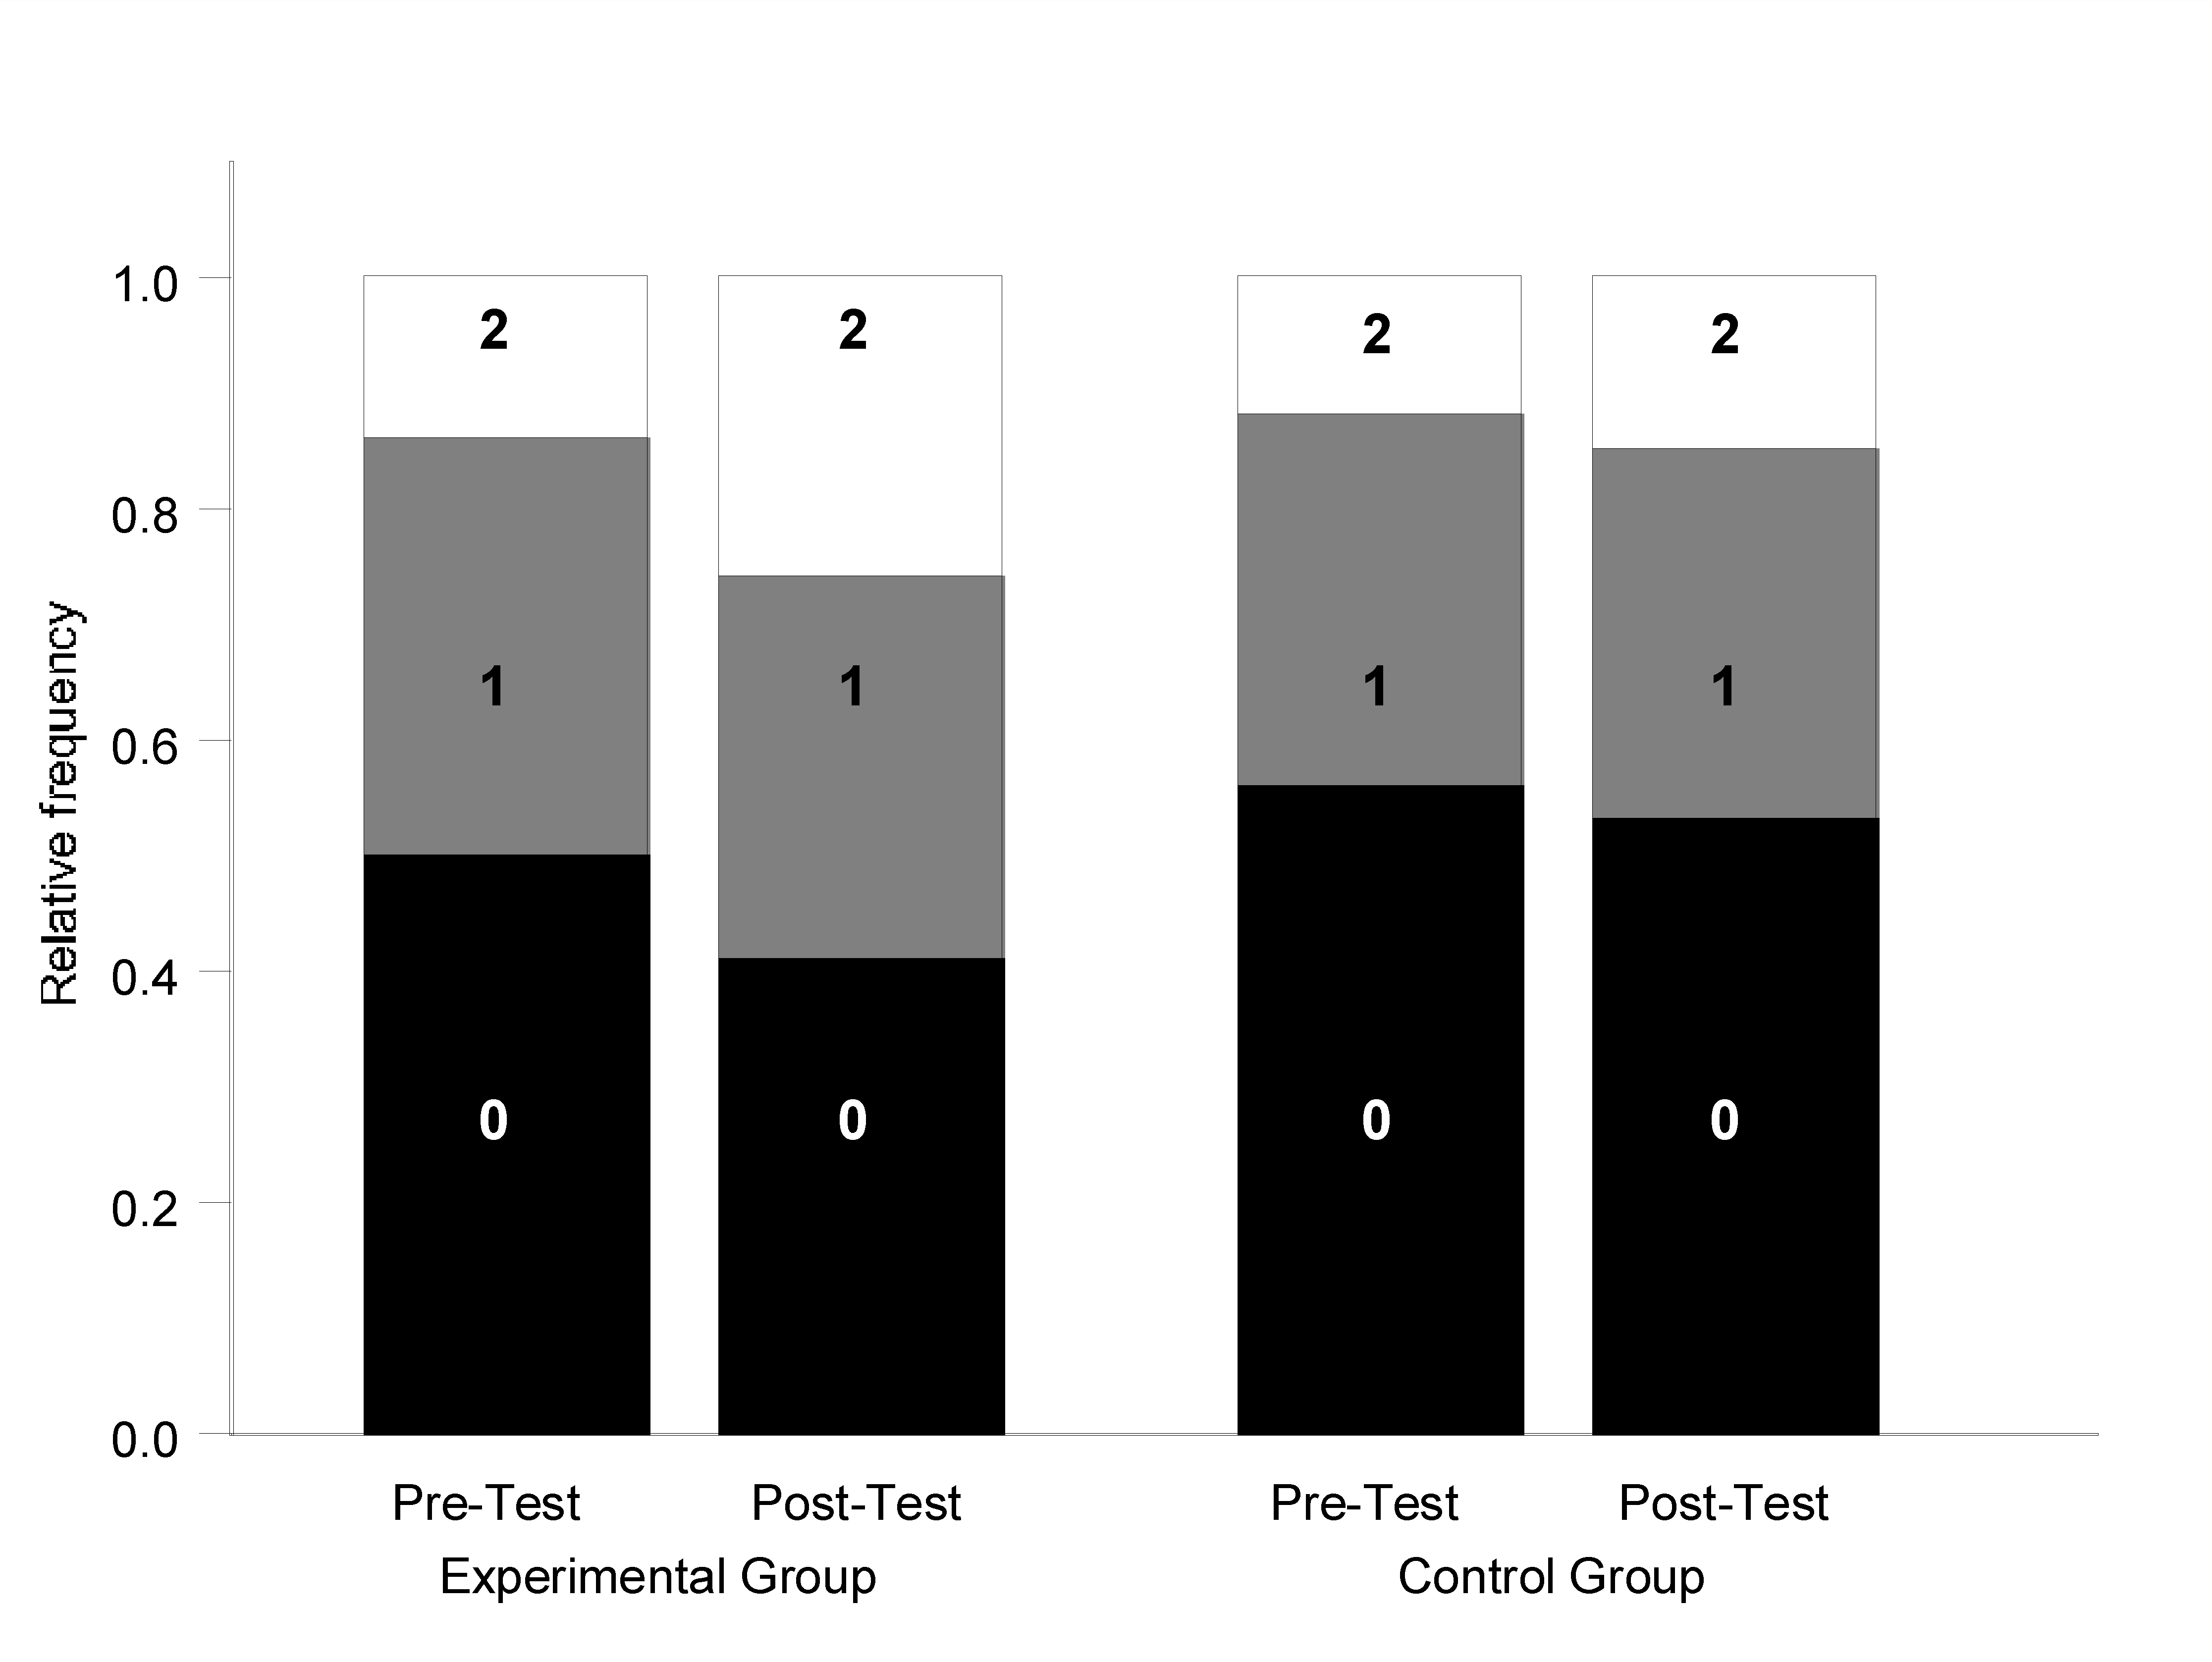 Relative frequency
1.0
0.8
0.6
0.4
0.2
0.0
2 2 2 2
1 1 1 1
0 0 0 0
Pre-Test Post-Test Pre-Test Post-Test
Experimental Group Control Group